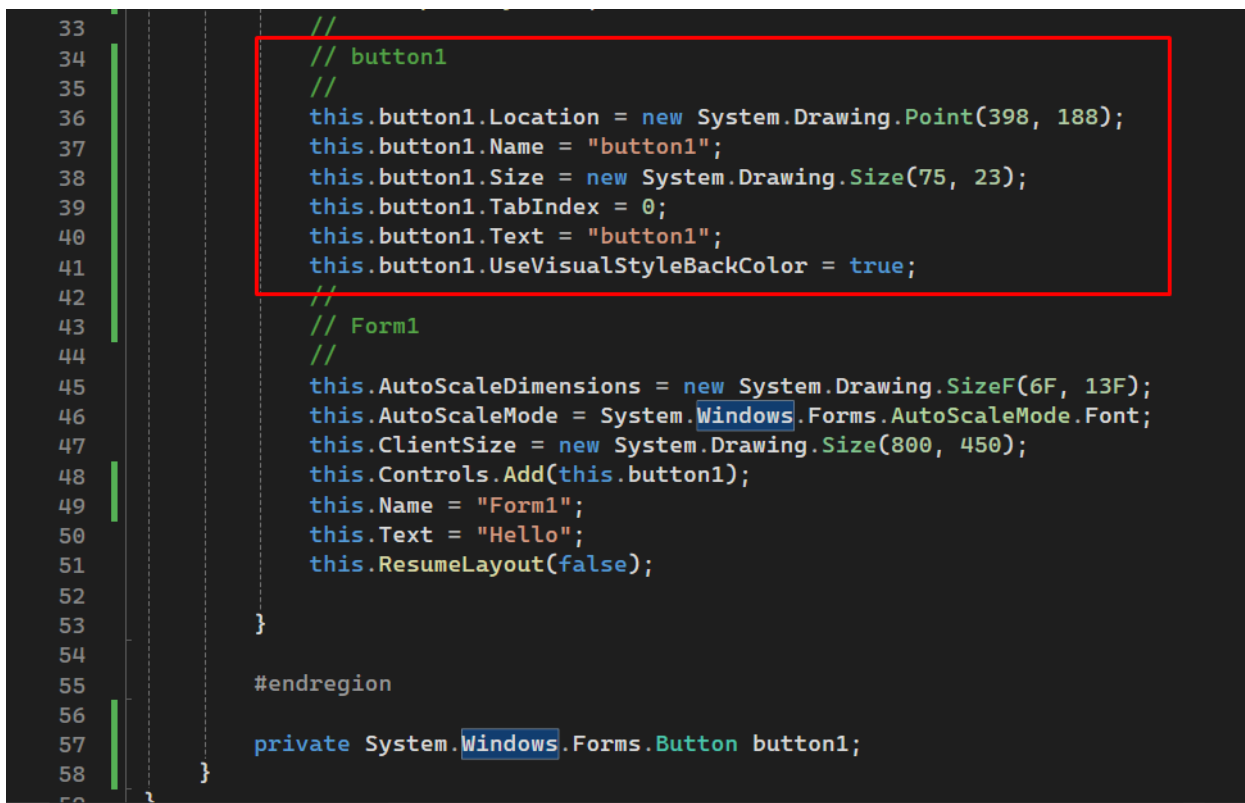 33 //
34 // button1
35 //
36 this.button1.Location = new System.Drawing.Point(398, 188);
37 this.button1.Name = "button1";
38 this.button1.Size = new System.Drawing.Size(75, 23);
39 this.button1.TabIndex = 0;
40 this.button1.Text = "button1";
41 this.button1.UseVisualStyleBackColor = true;
42 //
43 // Form1
44 //
45 this.AutoScaleDimensions = new System.Drawing.SizeF(6F, 13F);
46 this.AutoScaleMode = System.Windows.Forms.AutoScaleMode.Font;
47 this.ClientSize = new System.Drawing.Size(800, 450);
48 this.Controls.Add(this.button1);
49 this.Name = "Form1";
50 this.Text = "Hello";
51 this.ResumeLayout(false);
52
53 }
54
55 #endregion
56
57 private System.Windows.Forms.Button button1;
58 }